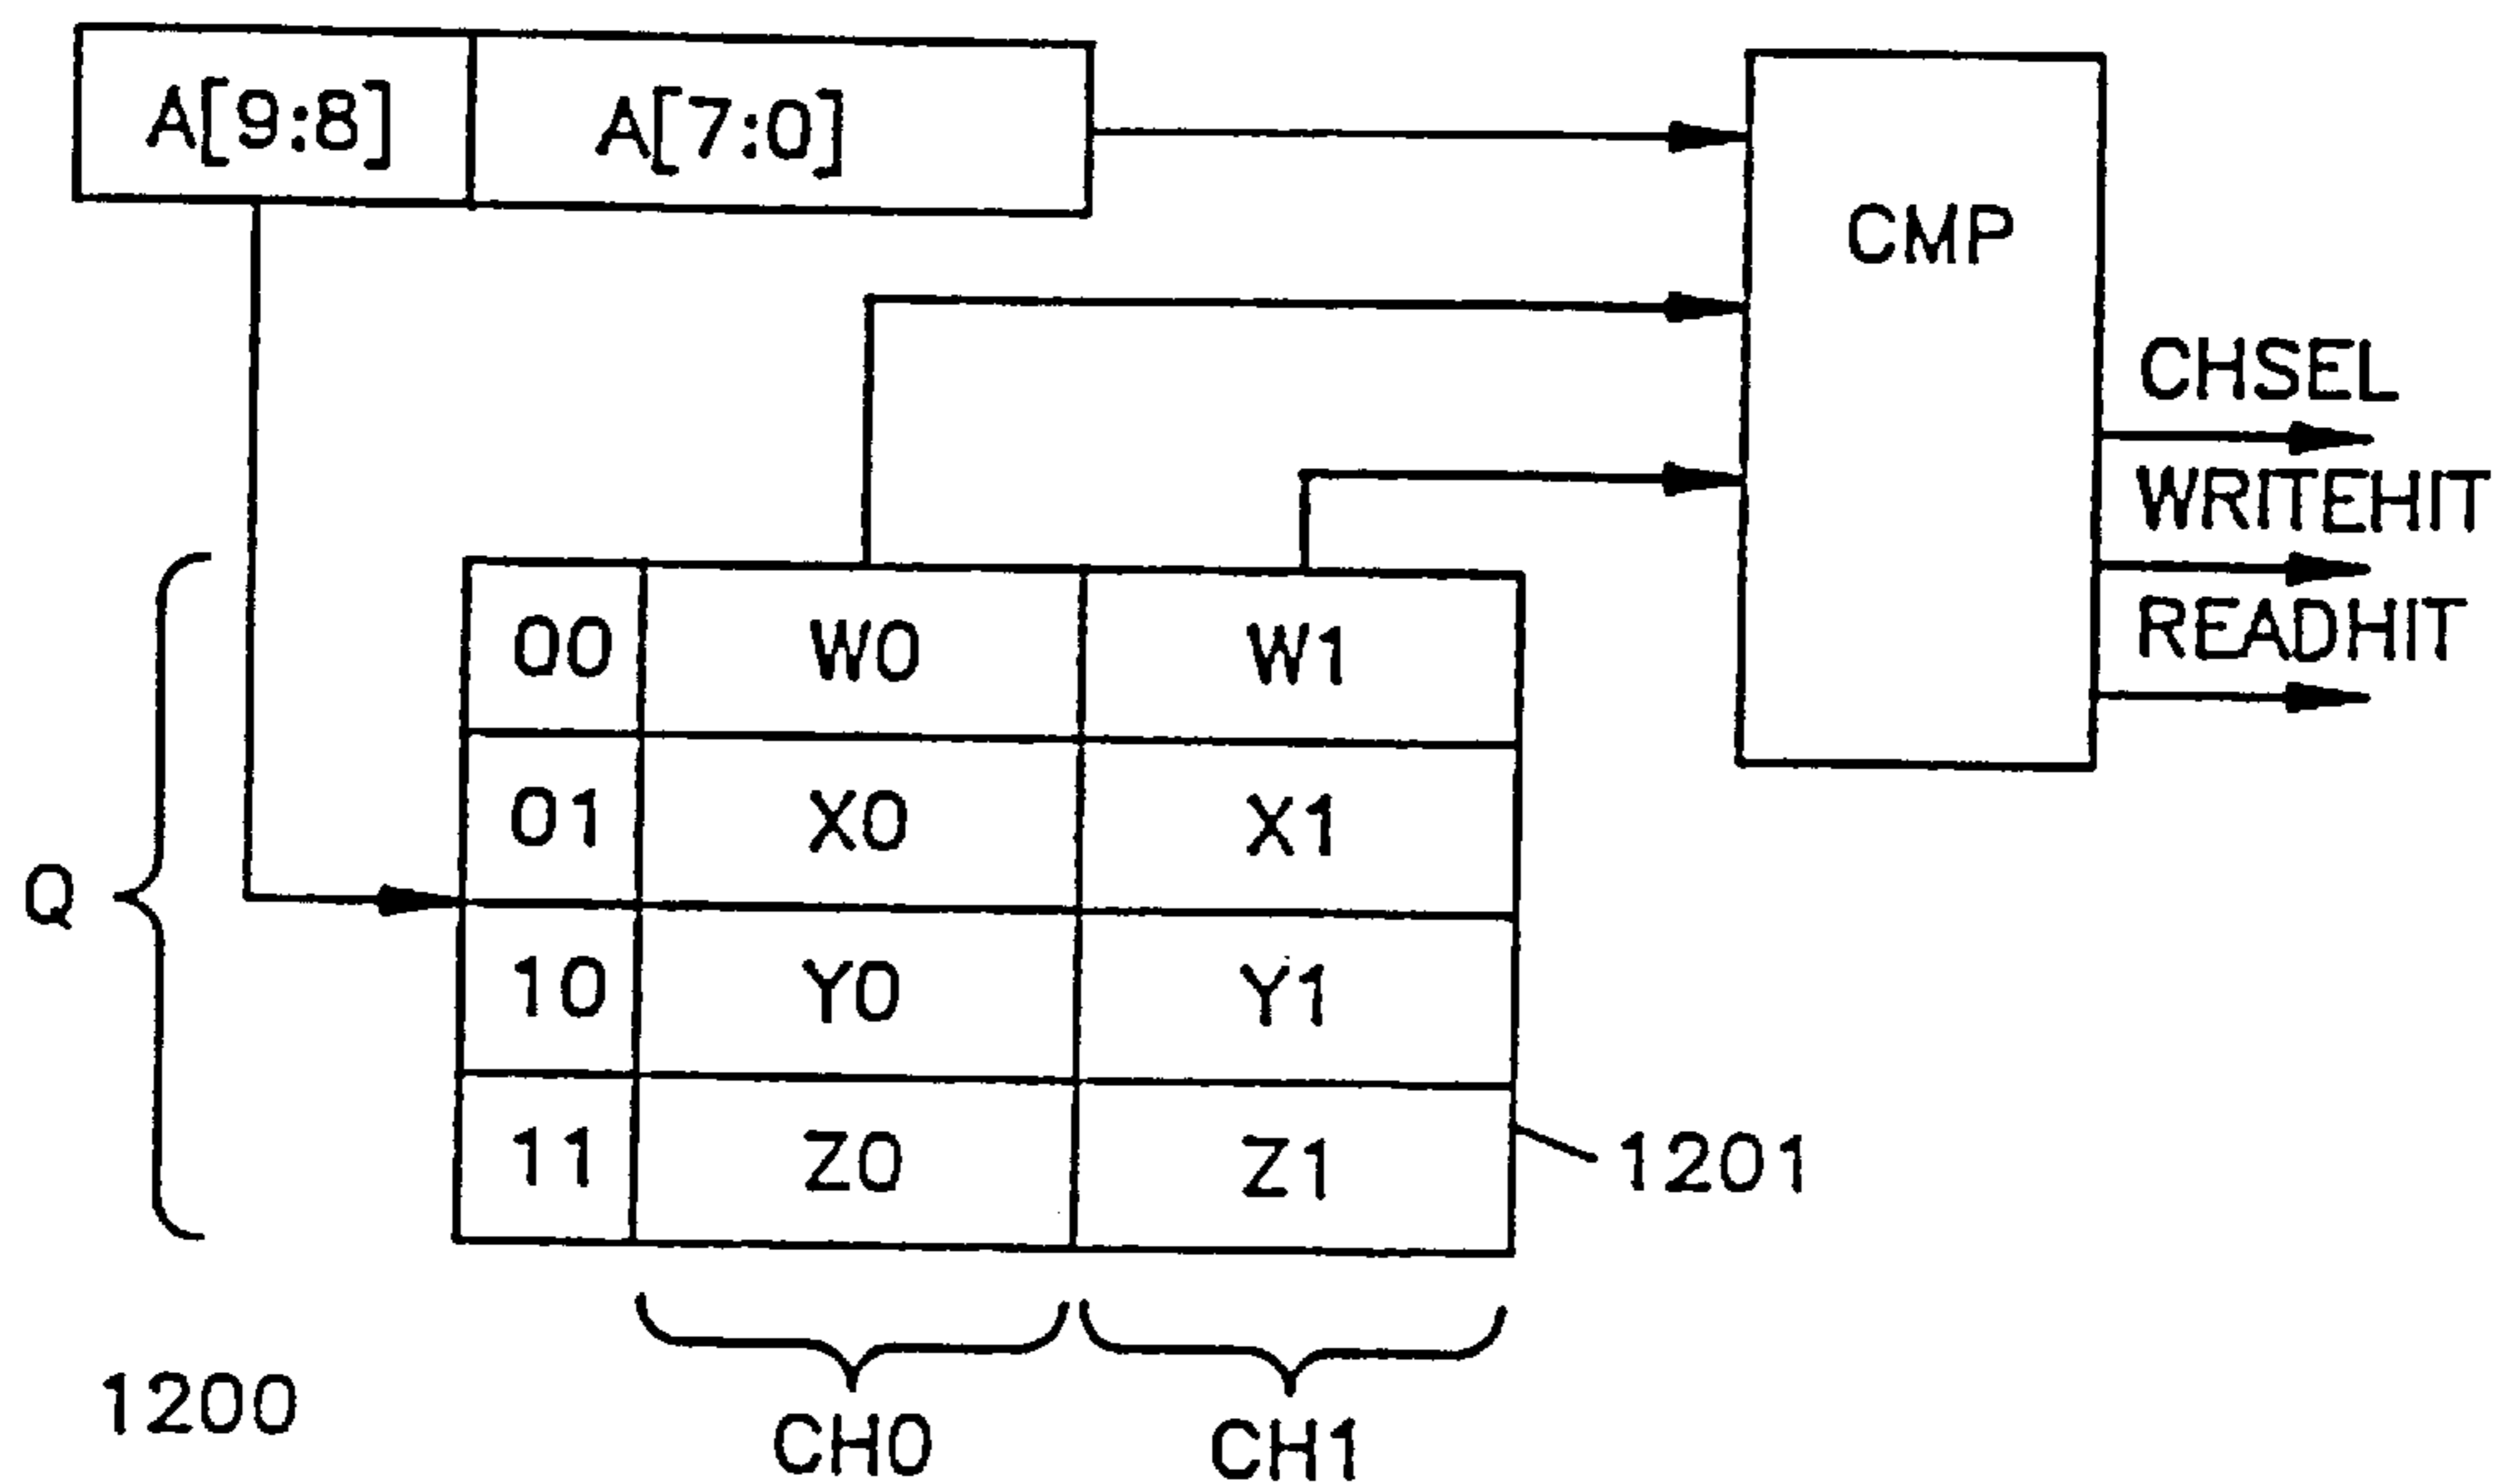 A[9:8] A[7:0]
CMP
CHSEL
WRITEHIT
READHIT
00 W0 W1
01 X0 X1
Q
10 Y0 Y1
11 Z0 Z1
1201
1200
CH0 CH1